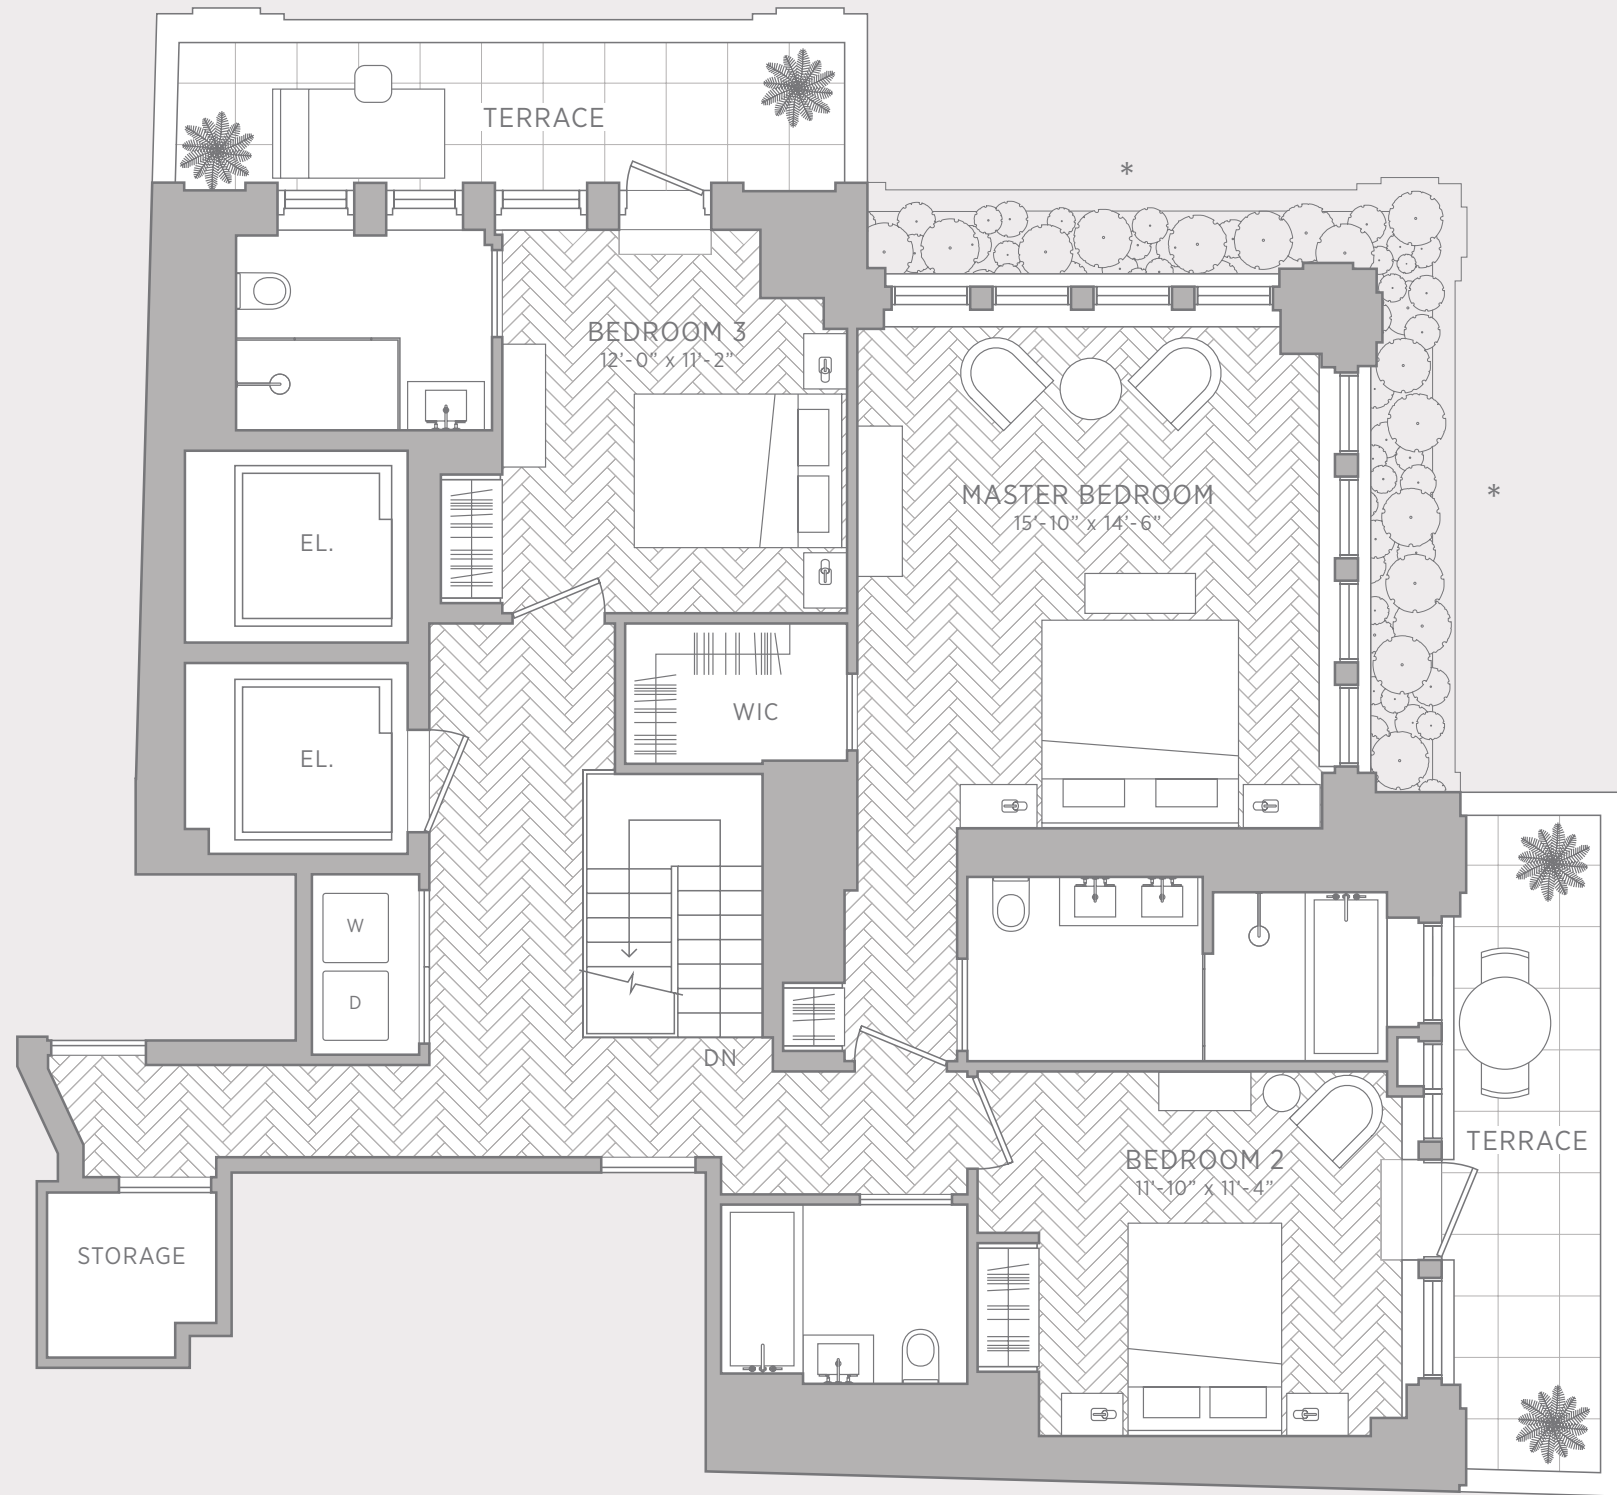 TERRACE
*
BEDROOM 3
12'-0” x 11'-2”
*
MASTER BEDROOM
15'-10” x 14'-6”
EL.
WIC
EL.
W
D
DN
TERRACE
BEDROOM 2
11'-10” x 11'-4”
STORAGE